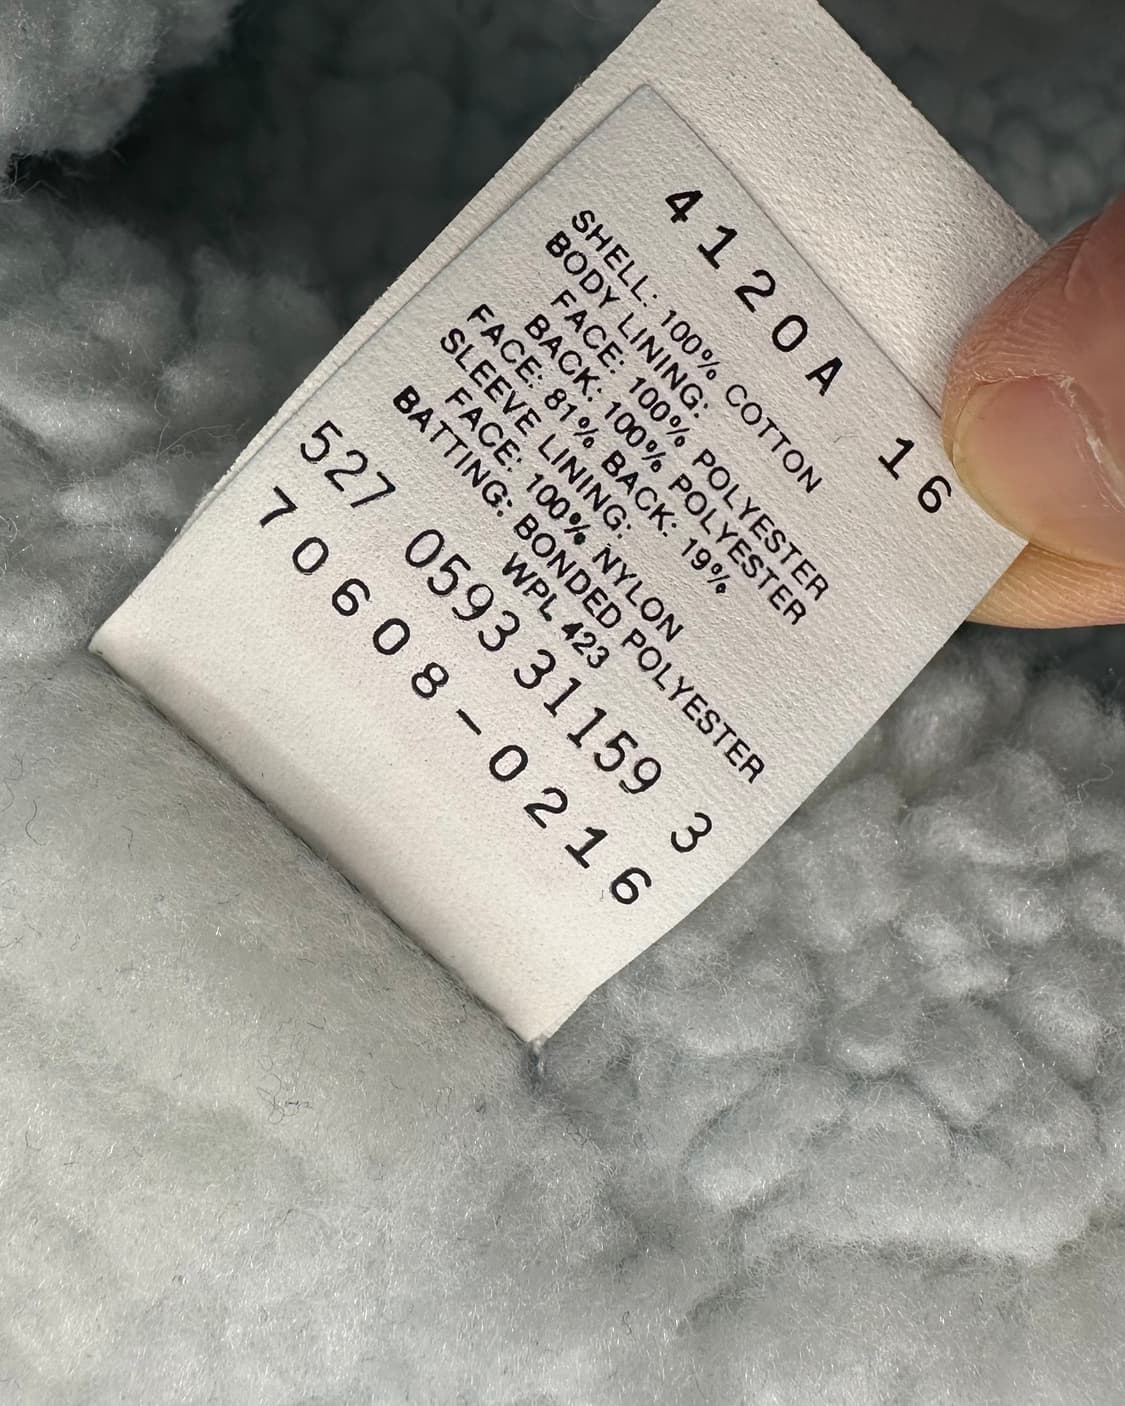 4120A 16
SHELL: 100% COTTON
BODY LINING:
FACE: 100% POLYESTER
BACK: 100% POLYESTER
FACE: 81% BACK: 19%
SLEEVE LINING:
FACE: 100% NYLON
BATTING: BONDED POLYESTER
WPL 423
527 0593 31159 3
70608-0216